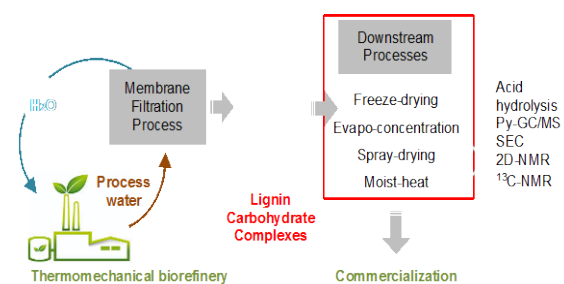 Membrane
Filtration
Process
H₂O
Process
water
Thermomechanical biorefinery
Lignin
Carbohydrate
Complexes
Downstream
Processes
Freeze-drying
Evapo-concentration
Spray-drying
Moist-heat
Commercialization
Acid
hydrolysis
Py-GC/MS
SEC
2D-NMR
¹³C-NMR